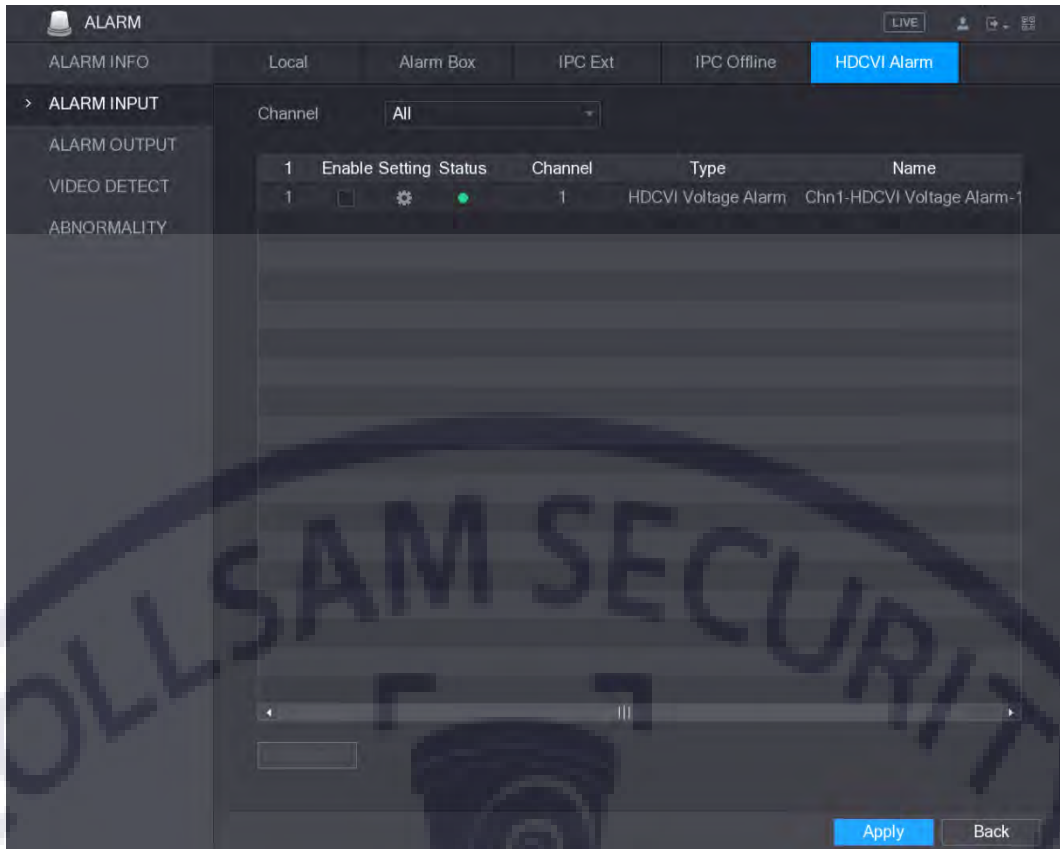 ALARM LIVE
ALARM INFO
ALARM INPUT
ALARM OUTPUT
VIDEO DETECT
ABNORMALITY
Local Alarm Box IPC Ext IPC Offline HDCVI Alarm
Channel All
1 Enable Setting Status Channel Type Name
1 1 HDCVI Voltage Alarm Chn1-HDCVI Voltage Alarm-1
OLLSAM SECURIT
Apply Back